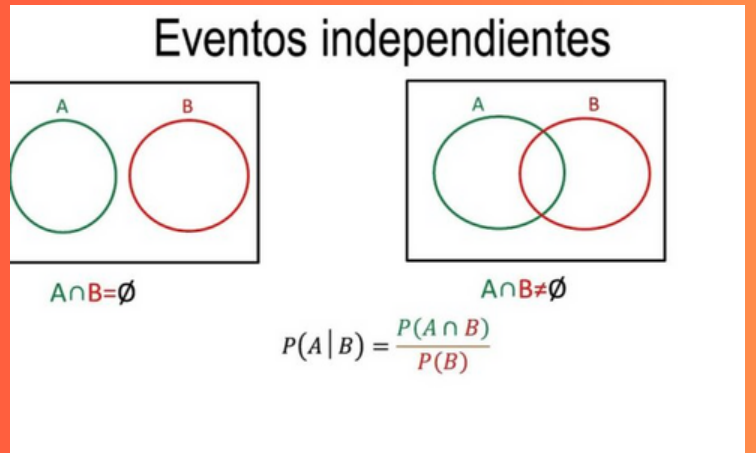 Eventos independientes
A B
A B
A∩B=Ø
A∩B≠Ø
P(A|B) = P(A ∩ B)
P(B)